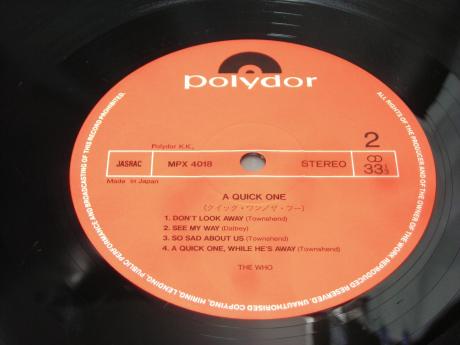 polydor
Polydor K.K.,
2
JASRAC
MPX 4018
STEREO
33⅓
Made in Japan
A QUICK ONE
(クイック・ワン/ザ・フー)
1. DON'T LOOK AWAY (Townshend)
2. SEE MY WAY (Daltrey)
3. SO SAD ABOUT US (Townshend)
4. A QUICK ONE, WHILE HE'S AWAY (Townshend)
THE WHO
ALL RIGHTS OF THE PRODUCER AND OF THE OWNER OF THE WORK REPRODUCED RESERVED. UNAUTHORISED COPYING, HIRING, LENDING, PUBLIC PERFORMANCE AND BROADCASTING OF THIS RECORD PROHIBITED.